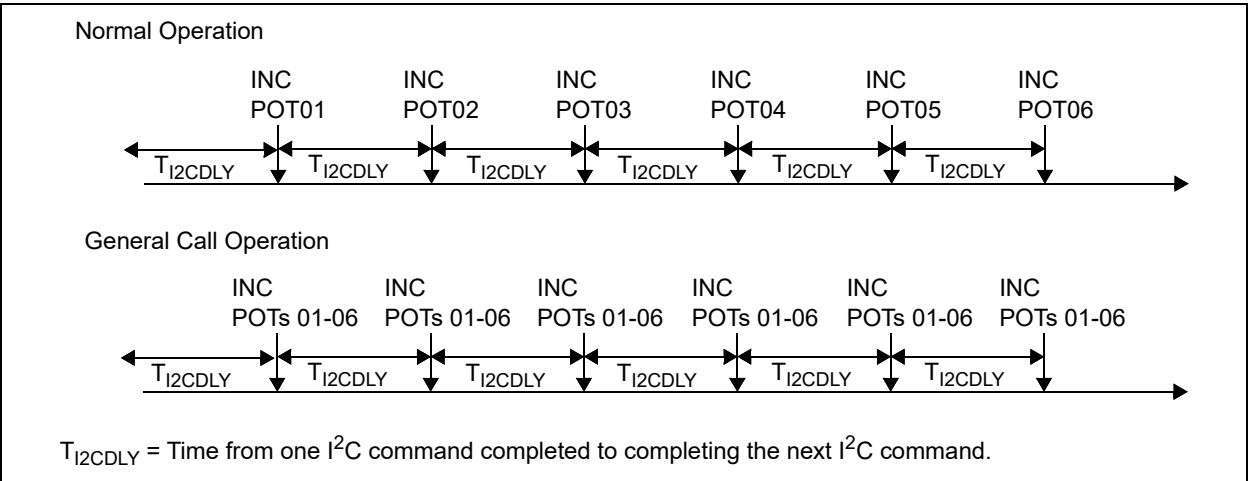 Normal Operation
INC INC INC INC INC INC
POT01 POT02 POT03 POT04 POT05 POT06
TI2CDLY TI2CDLY TI2CDLY TI2CDLY TI2CDLY TI2CDLY
General Call Operation
INC INC INC INC INC INC
POTs 01-06 POTs 01-06 POTs 01-06 POTs 01-06 POTs 01-06 POTs 01-06
TI2CDLY TI2CDLY TI2CDLY TI2CDLY TI2CDLY TI2CDLY
TI2CDLY = Time from one I2C command completed to completing the next I2C command.